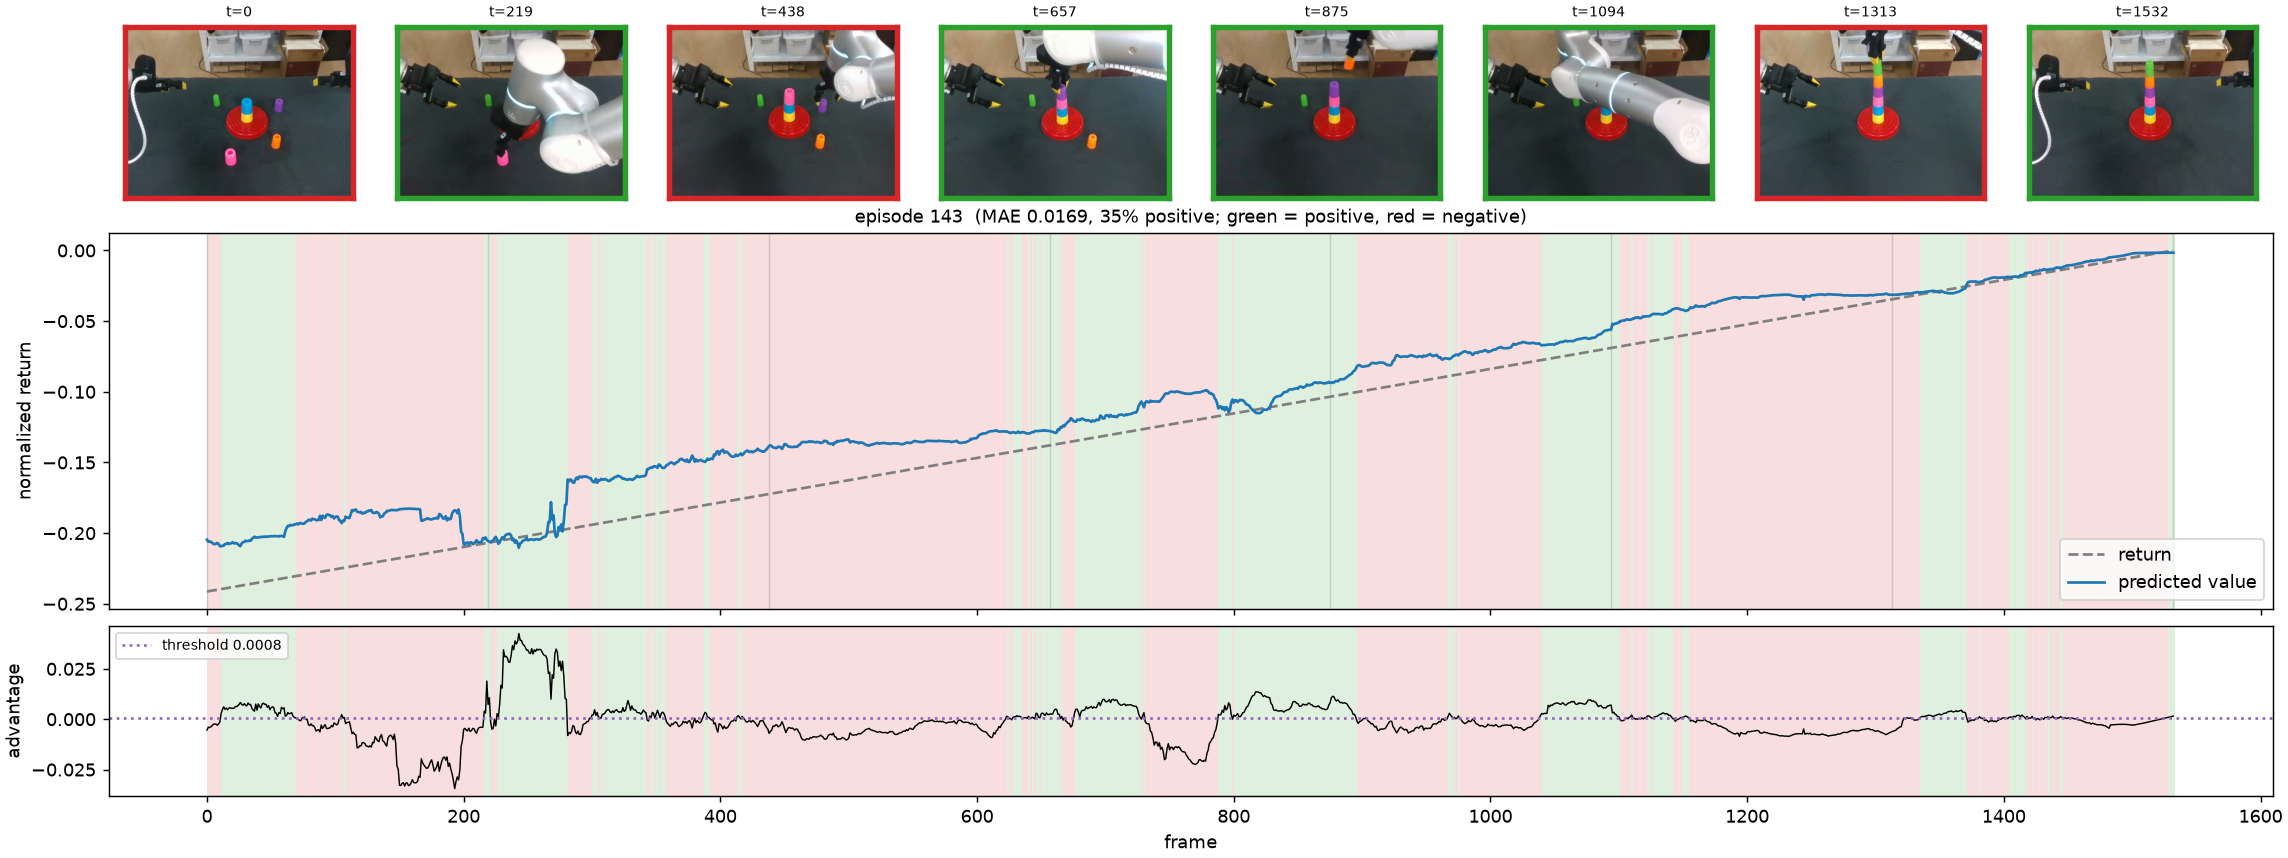 t=0 t=219 t=438 t=657 t=875 t=1094 t=1313 t=1532
episode 143 (MAE 0.0169, 35% positive; green = positive, red = negative)
normalized return
0.00
−0.05
−0.10
−0.15
−0.20
−0.25
return
predicted value
advantage
0.025
0.000
−0.025
threshold 0.0008
0 200 400 600 800 1000 1200 1400 1600
frame